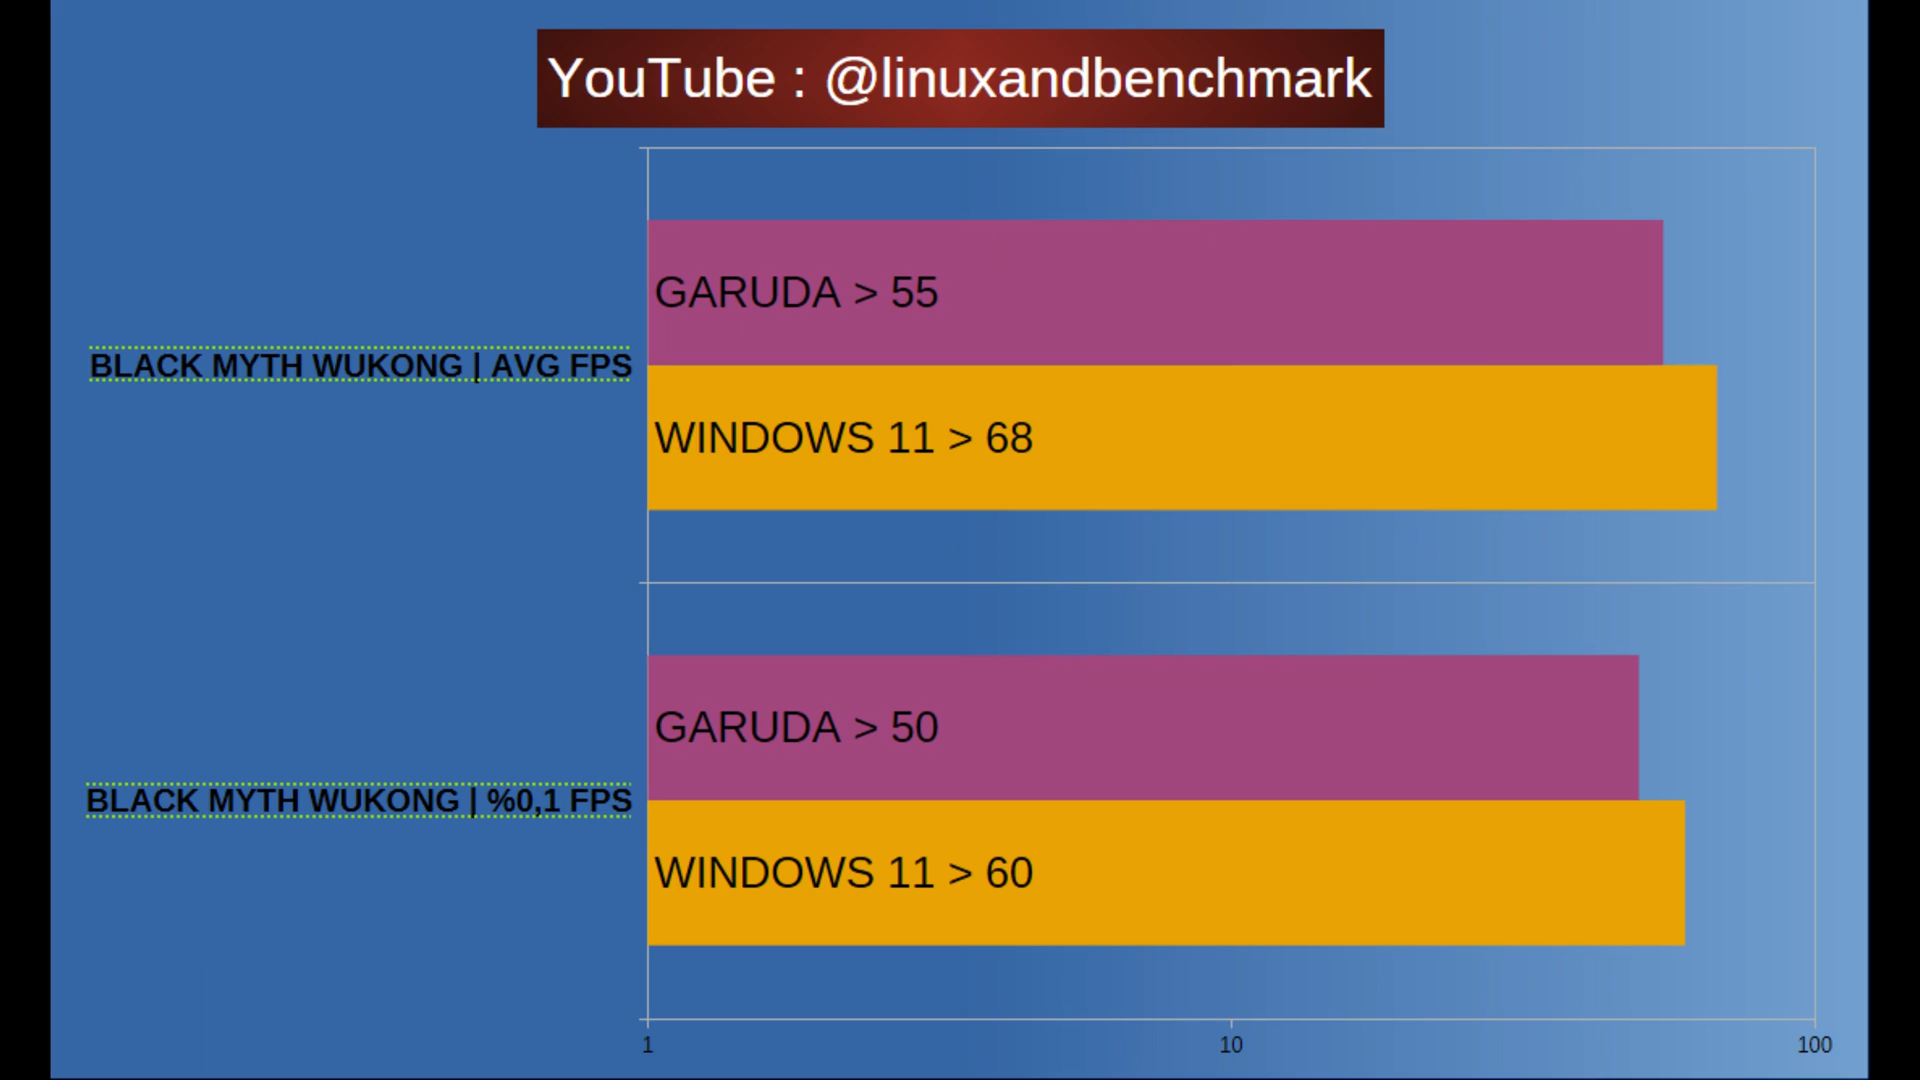 YouTube : @linuxandbenchmark
GARUDA > 55
BLACK MYTH WUKONG | AVG FPS
WINDOWS 11 > 68
GARUDA > 50
BLACK MYTH WUKONG | %0,1 FPS
WINDOWS 11 > 60
1 10 100